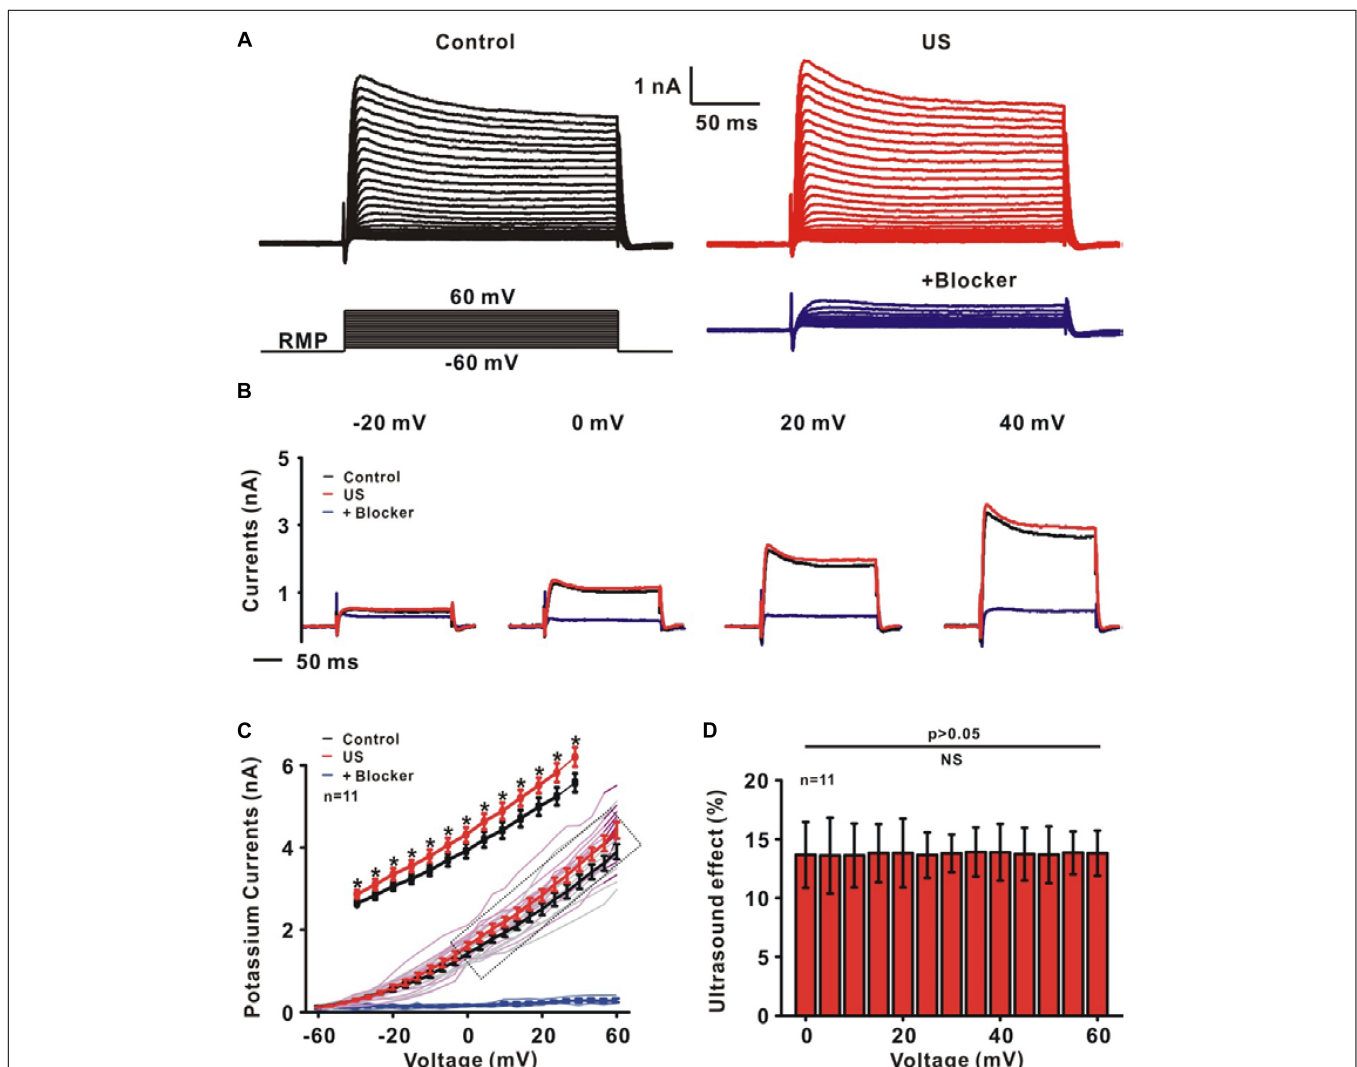 A
Control
US
1 nA
50 ms
+Blocker
60 mV
RMP
-60 mV
B
-20 mV
0 mV
20 mV
40 mV
Currents (nA)
5
3
1
Control
US
+ Blocker
50 ms
C
Control
US
+ Blocker
n=11
* * * * * * * * * * * * *
Potassium Currents (nA)
6
4
2
0
-60 -20 0 20 60
Voltage (mV)
D
p>0.05
NS
n=11
Ultrasound effect (%)
20
15
10
5
0
0 20 40 60
Voltage (mV)